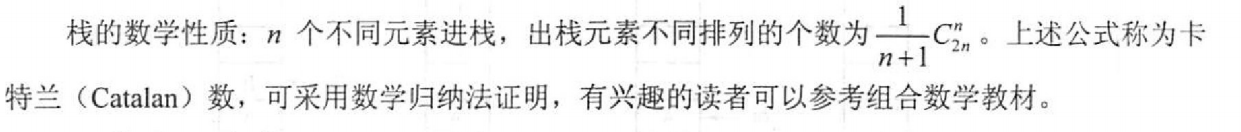 栈的数学性质：n 个不同元素进栈，出栈元素不同排列的个数为 $\frac{1}{n+1}C_{2n}^{n}$。上述公式称为卡
特兰（Catalan）数，可采用数学归纳法证明，有兴趣的读者可以参考组合数学教材。